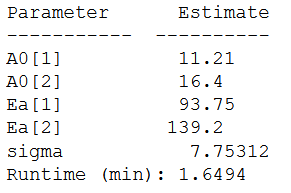 Parameter Estimate
----------- ----------
A0[1] 11.21
A0[2] 16.4
Ea[1] 93.75
Ea[2] 139.2
sigma 7.75312
Runtime (min): 1.6494